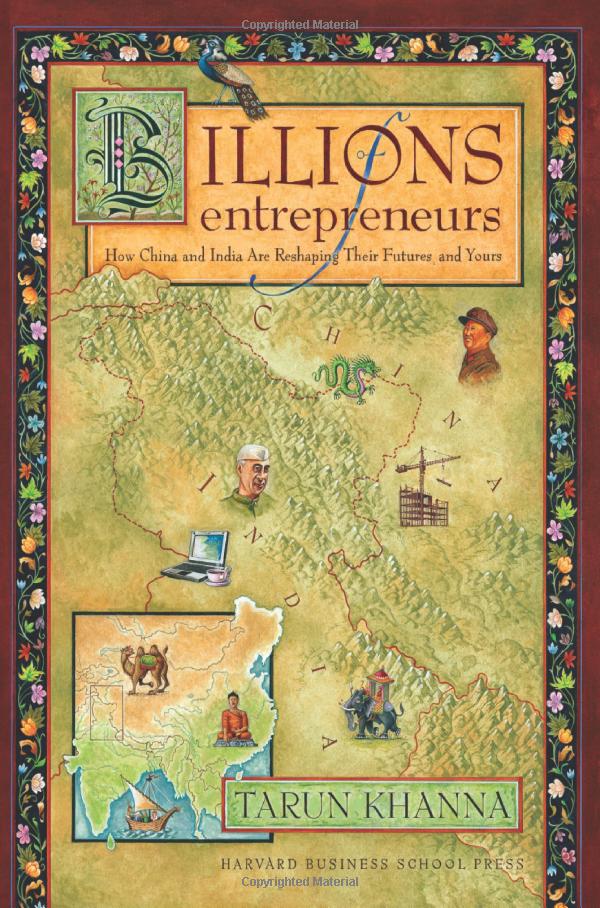 Copyrighted Material
BILLIONS
of
entrepreneurs
How China and India Are Reshaping Their Futures and Yours
CHINA
INDIA
TARUN KHANNA
HARVARD BUSINESS SCHOOL PRESS
Copyrighted Material